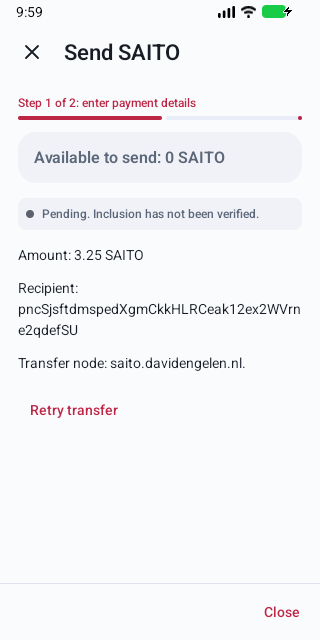 9:59
Send SAITO
Step 1 of 2: enter payment details
Available to send: 0 SAITO
Pending. Inclusion has not been verified.
Amount: 3.25 SAITO
Recipient:
pncSjsftdmspedXgmCkkHLRCeak12ex2WVrn
e2qdefSU
Transfer node: saito.davidengelen.nl.
Retry transfer
Close